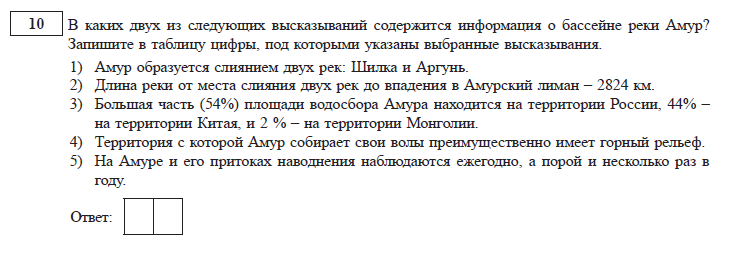 10 В каких двух из следующих высказываний содержится информация о бассейне реки Амур?
Запишите в таблицу цифры, под которыми указаны выбранные высказывания.
1) Амур образуется слиянием двух рек: Шилка и Аргунь.
2) Длина реки от места слияния двух рек до впадения в Амурский лиман – 2824 км.
3) Большая часть (54%) площади водосбора Амура находится на территории России, 44% –
на территории Китая, и 2 % – на территории Монголии.
4) Территория с которой Амур собирает свои волы преимущественно имеет горный рельеф.
5) На Амуре и его притоках наводнения наблюдаются ежегодно, а порой и несколько раз в
году.
Ответ: